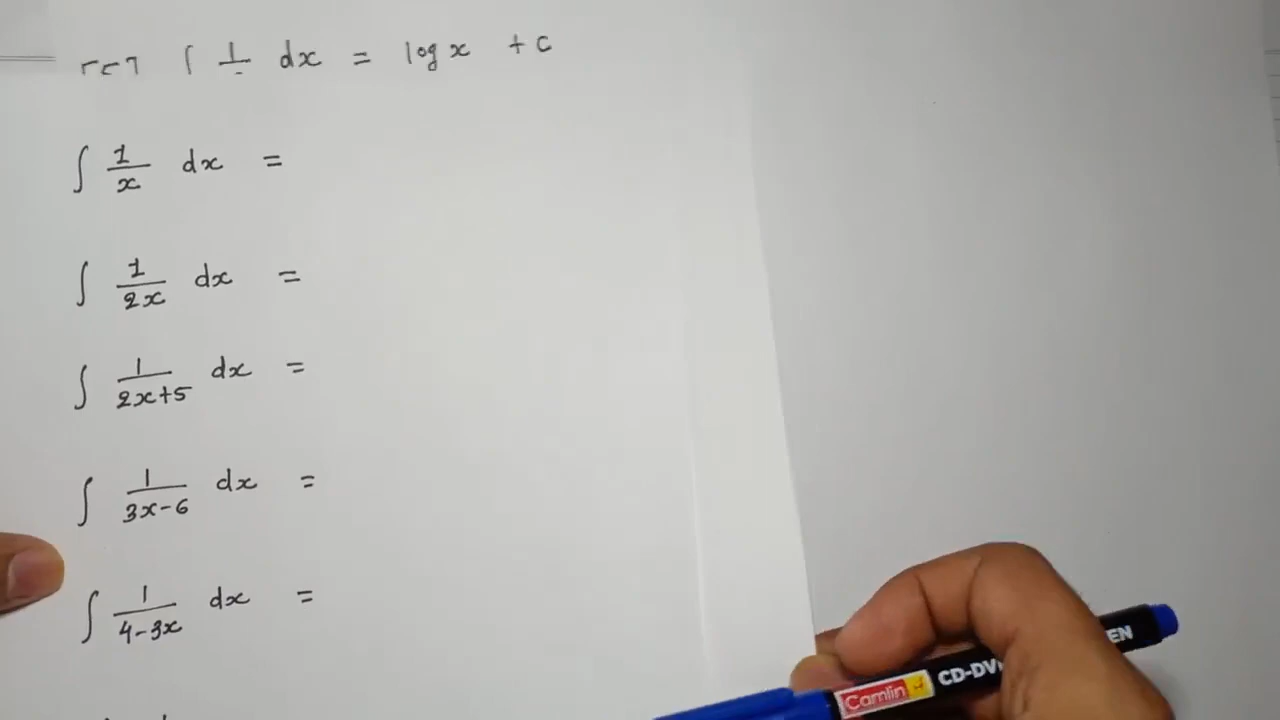 ∫ 1/ dx = log x + c
∫ 1/x dx =
∫ 1/2x dx =
∫ 1/2x+5 dx =
∫ 1/3x-6 dx =
∫ 1/4-3x dx =
Camlin CD-DV
EN